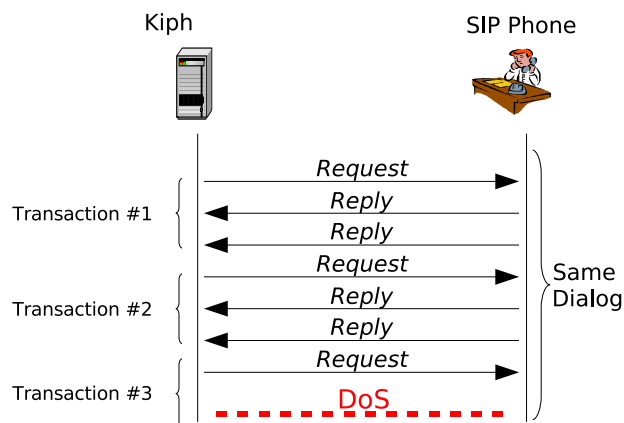 Kiph
SIP Phone
Request
Transaction #1
Reply
Reply
Request
Same
Dialog
Transaction #2
Reply
Reply
Request
Transaction #3
DoS